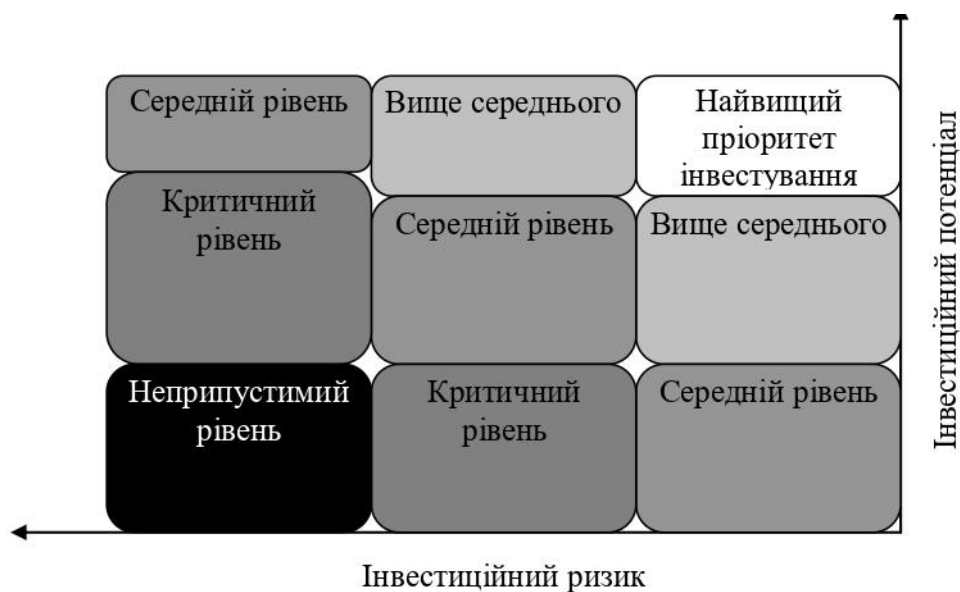 Середній рівень
Вище середнього
Найвищий
пріоритет
інвестування
Критичний
рівень
Середній рівень
Вище середнього
Неприпустимий
рівень
Критичний
рівень
Середній рівень
Інвестиційний потенціал
Інвестиційний ризик